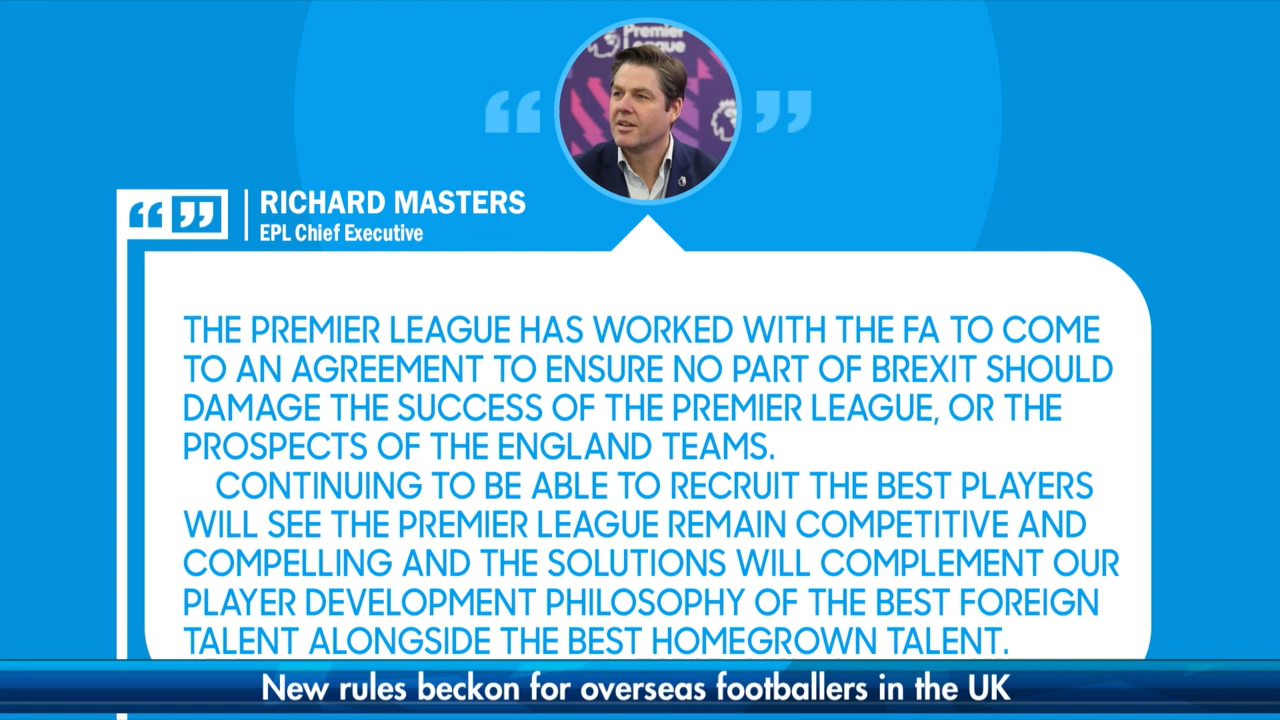 Premier
League
RICHARD MASTERS
EPL Chief Executive
THE PREMIER LEAGUE HAS WORKED WITH THE FA TO COME
TO AN AGREEMENT TO ENSURE NO PART OF BREXIT SHOULD
DAMAGE THE SUCCESS OF THE PREMIER LEAGUE, OR THE
PROSPECTS OF THE ENGLAND TEAMS.
CONTINUING TO BE ABLE TO RECRUIT THE BEST PLAYERS
WILL SEE THE PREMIER LEAGUE REMAIN COMPETITIVE AND
COMPELLING AND THE SOLUTIONS WILL COMPLEMENT OUR
PLAYER DEVELOPMENT PHILOSOPHY OF THE BEST FOREIGN
TALENT ALONGSIDE THE BEST HOMEGROWN TALENT.
New rules beckon for overseas footballers in the UK